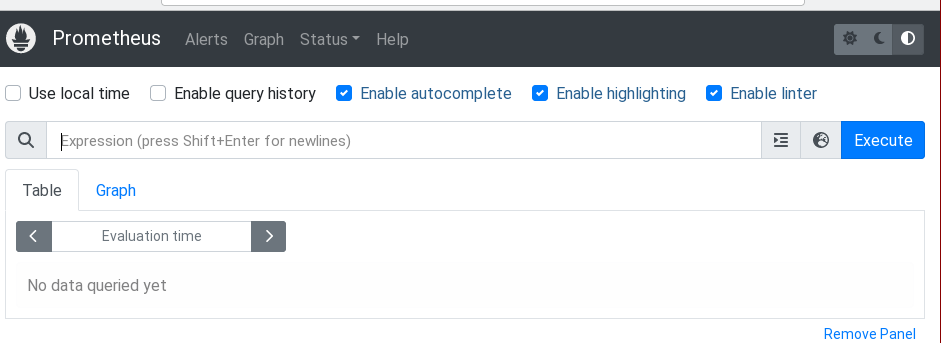 Prometheus Alerts Graph Status Help
Use local time Enable query history Enable autocomplete Enable highlighting Enable linter
Expression (press Shift+Enter for newlines) Execute
Table Graph
Evaluation time
No data queried yet
Remove Panel